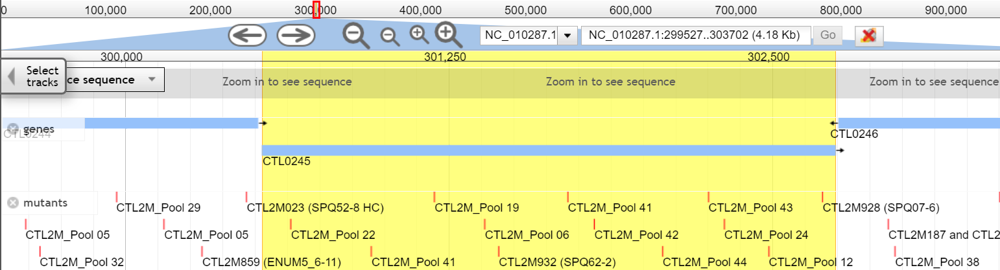 0 100,000 200,000 300,000 400,000 500,000 600,000 700,000 800,000 900,000
NC_010287.1 NC_010287.1:299527..303702 (4.18 Kb) Go
300,000 301,250 302,500
Select
tracks
ce sequence Zoom in to see sequence Zoom in to see sequence Zoom in to see sequence
genes
CTL0244 CTL0246
CTL0245
mutants
CTL2M_Pool 29 CTL2M023 (SPQ52-8 HC) CTL2M_Pool 19 CTL2M_Pool 41 CTL2M_Pool 43 CTL2M928 (SPQ07-6)
CTL2M_Pool 05 CTL2M_Pool 05 CTL2M_Pool 22 CTL2M_Pool 06 CTL2M_Pool 42 CTL2M_Pool 24 CTL2M187 and CTL2
CTL2M_Pool 32 CTL2M859 (ENUM5_6-11) CTL2M_Pool 41 CTL2M932 (SPQ62-2) CTL2M_Pool 44 CTL2M_Pool 12 CTL2M_Pool 38